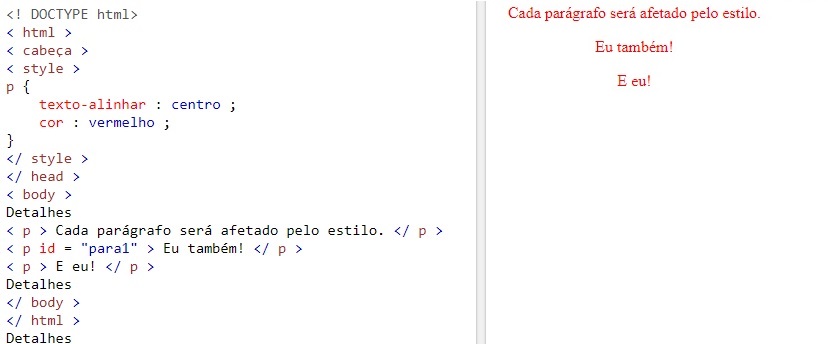 <! DOCTYPE html>
< html >
< cabeça >
< style >
p {
texto-alinhar : centro ;
cor : vermelho ;
}
</ style >
</ head >
< body >
Detalhes
< p > Cada parágrafo será afetado pelo estilo. </ p >
< p id = "para1" > Eu também! </ p >
< p > E eu! </ p >
Detalhes
</ body >
</ html >
Detalhes
Cada parágrafo será afetado pelo estilo.
Eu também!
E eu!